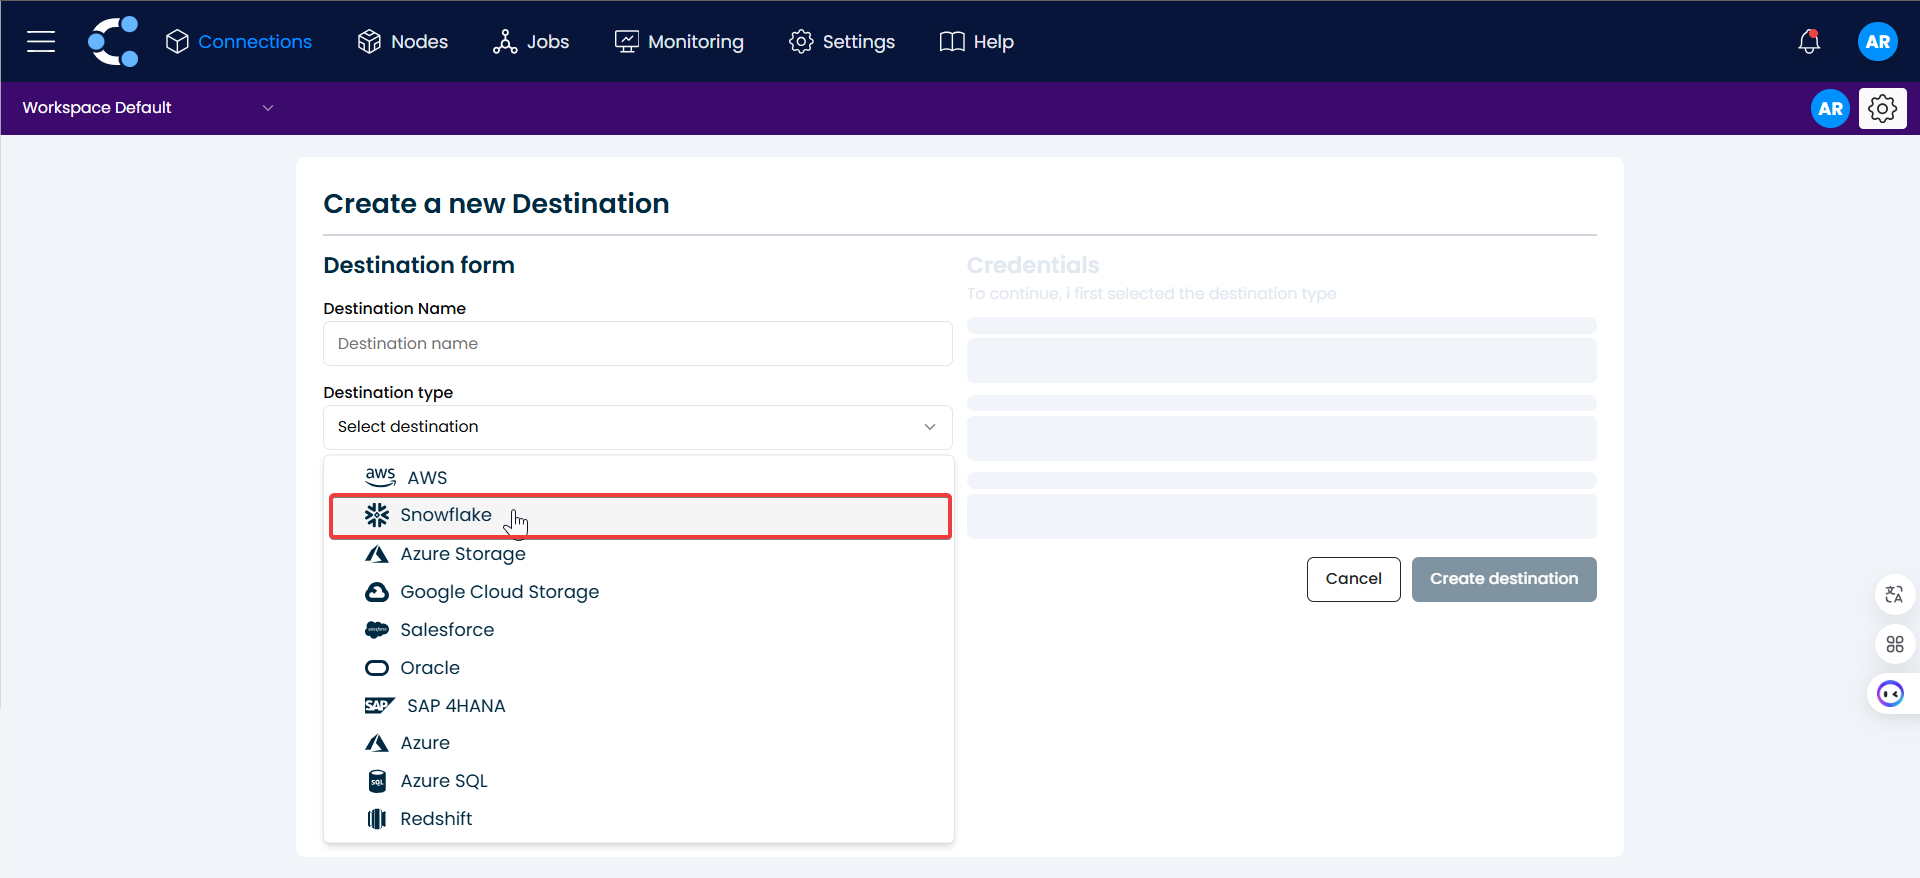 Connections
Nodes
Jobs
Monitoring
Settings
Help
AR
Workspace Default
AR
Create a new Destination
Destination form
Destination Name
Destination name
Destination type
Select destination
aws AWS
Snowflake
Azure Storage
Google Cloud Storage
salesforce Salesforce
Oracle
SAP SAP 4HANA
Azure
SQL Azure SQL
Redshift
Credentials
To continue, i first selected the destination type
Cancel
Create destination